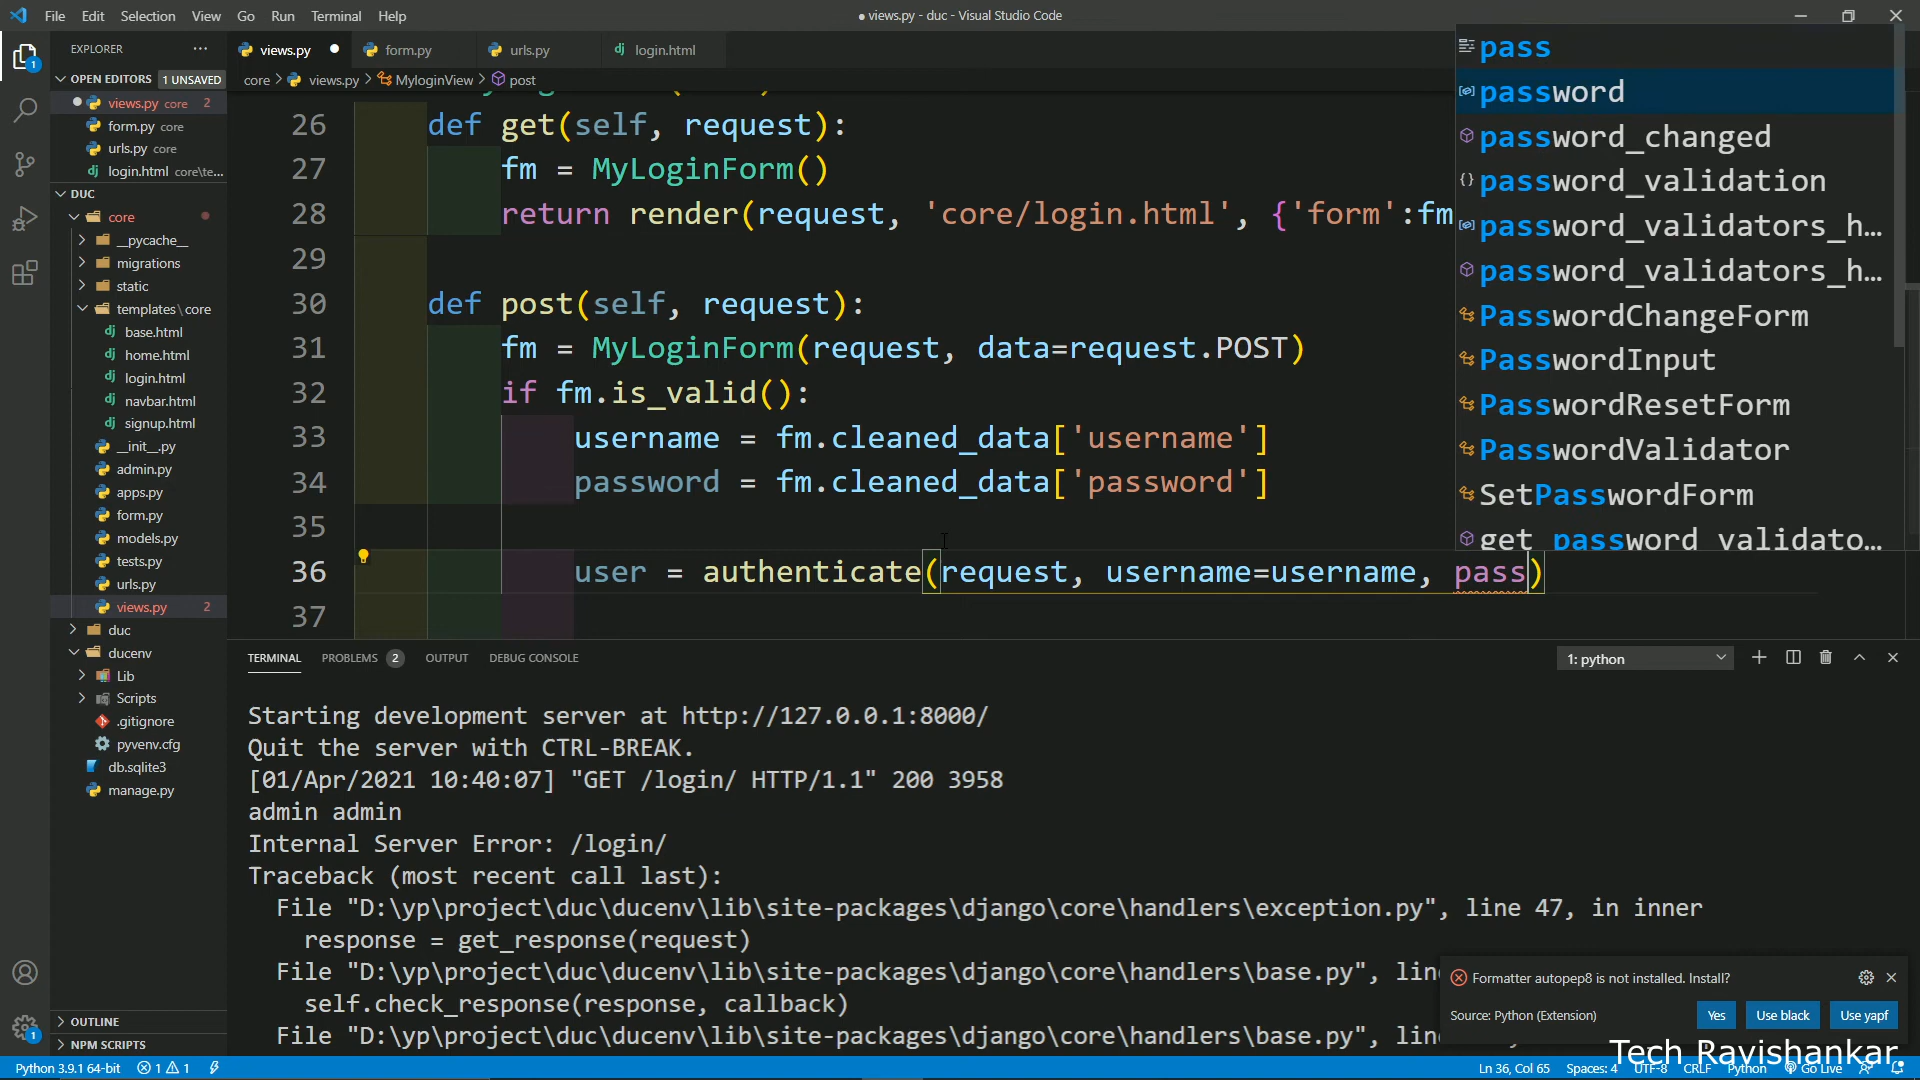 File Edit Selection View Go Run Terminal Help
● views.py - duc - Visual Studio Code
EXPLORER ···
OPEN EDITORS 1 UNSAVED
views.py core 2
form.py core
urls.py core
login.html core\te...
DUC
core
__pycache__
migrations
static
templates\core
base.html
home.html
login.html
navbar.html
signup.html
__init__.py
admin.py
apps.py
form.py
models.py
tests.py
urls.py
views.py 2
duc
ducenv
Lib
Scripts
.gitignore
pyvenv.cfg
db.sqlite3
manage.py
OUTLINE
NPM SCRIPTS
views.py form.py urls.py login.html
core > views.py > MyloginView > post
26 def get(self, request):
27 fm = MyLoginForm()
28 return render(request, 'core/login.html', {'form':fm
29
30 def post(self, request):
31 fm = MyLoginForm(request, data=request.POST)
32 if fm.is_valid():
33 username = fm.cleaned_data['username']
34 password = fm.cleaned_data['password']
35
36 user = authenticate(request, username=username, pass)
37
pass
password
password_changed
password_validation
password_validators_h...
password_validators_h...
PasswordChangeForm
PasswordInput
PasswordResetForm
PasswordValidator
SetPasswordForm
get_password_validato...
TERMINAL PROBLEMS 2 OUTPUT DEBUG CONSOLE
1: python
Starting development server at http://127.0.0.1:8000/
Quit the server with CTRL-BREAK.
[01/Apr/2021 10:40:07] "GET /login/ HTTP/1.1" 200 3958
admin admin
Internal Server Error: /login/
Traceback (most recent call last):
File "D:\yp\project\duc\ducenv\lib\site-packages\django\core\handlers\exception.py", line 47, in inner
response = get_response(request)
File "D:\yp\project\duc\ducenv\lib\site-packages\django\core\handlers\base.py", line
self.check_response(response, callback)
File "D:\yp\project\duc\ducenv\lib\site-packages\django\core\handlers\base.py", line
Formatter autopep8 is not installed. Install?
Source: Python (Extension)
Yes Use black Use yapf
Tech Ravishankar.
Python 3.9.1 64-bit 1 1
Ln 36, Col 65 Spaces: 4 UTF-8 CRLF Python Go Live